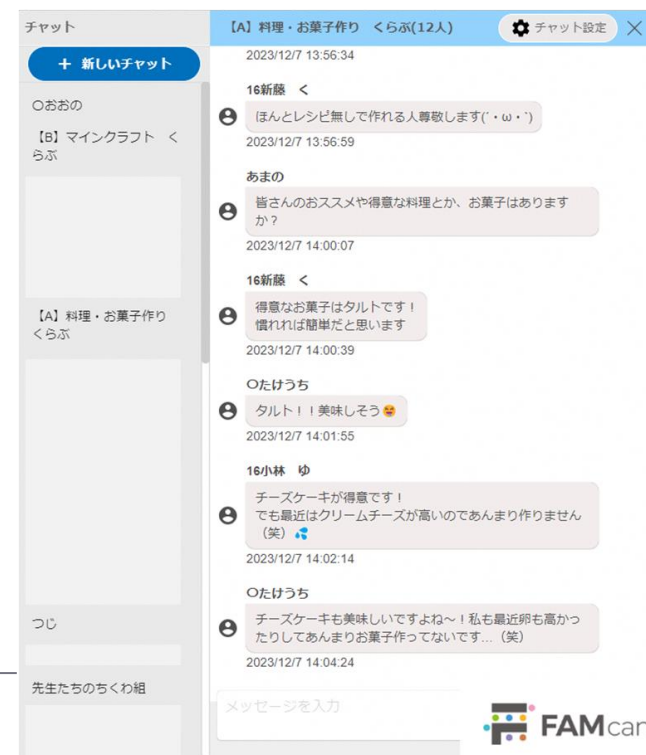 チャット
＋ 新しいチャット
〇おおの
【B】マインクラフト く
らぶ
【A】料理・お菓子作り
くらぶ
つじ
先生たちのちくわ組
【A】料理・お菓子作り くらぶ(12人)
チャット設定
2023/12/7 13:56:34
16新藤 く
ほんとレシピ無しで作れる人尊敬します(´・ω・`)
2023/12/7 13:56:59
あまの
皆さんのおススメや得意な料理とか、お菓子はあります
か？
2023/12/7 14:00:07
16新藤 く
得意なお菓子はタルトです！
慣れれば簡単だと思います
2023/12/7 14:00:39
〇たけうち
タルト！！美味しそう😆
2023/12/7 14:01:55
16小林 ゆ
チーズケーキが得意です！
でも最近はクリームチーズが高いのであんまり作りません
（笑）💦
2023/12/7 14:02:14
〇たけうち
チーズケーキも美味しいですよね～！私も最近卵も高かっ
たりしてあんまりお菓子作ってないです…（笑）
2023/12/7 14:04:24
メッセージを入力
FAMcam